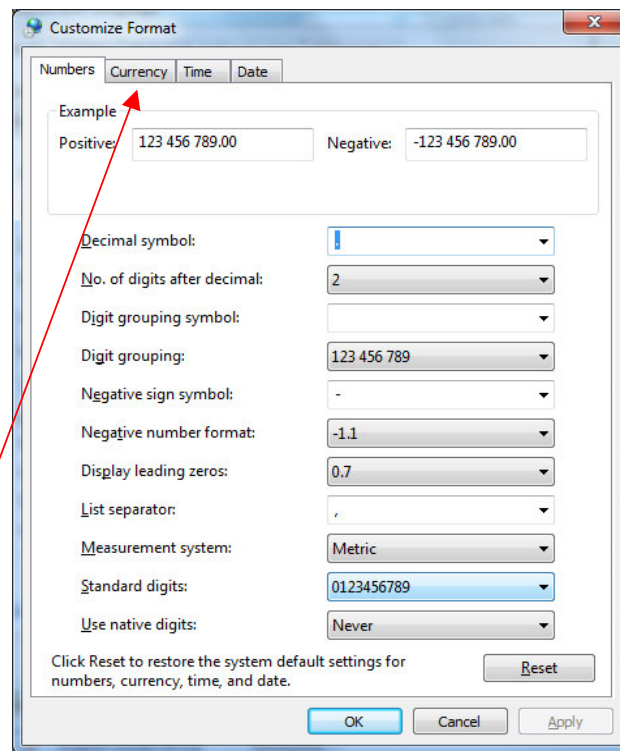 Customize Format
Numbers Currency Time Date
Example
Positive: 123 456 789.00 Negative: -123 456 789.00
Decimal symbol: .
No. of digits after decimal: 2
Digit grouping symbol:
Digit grouping: 123 456 789
Negative sign symbol: -
Negative number format: -1.1
Display leading zeros: 0.7
List separator: ,
Measurement system: Metric
Standard digits: 0123456789
Use native digits: Never
Click Reset to restore the system default settings for
numbers, currency, time, and date.
Reset
OK Cancel Apply